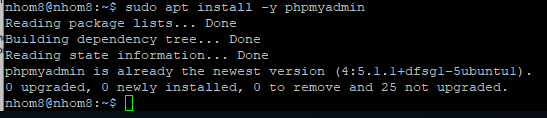 nhom8@nhom8:~$ sudo apt install -y phpmyadmin
Reading package lists... Done
Building dependency tree... Done
Reading state information... Done
phpmyadmin is already the newest version (4:5.1.1+dfsg1-5ubuntu1).
0 upgraded, 0 newly installed, 0 to remove and 25 not upgraded.
nhom8@nhom8:~$